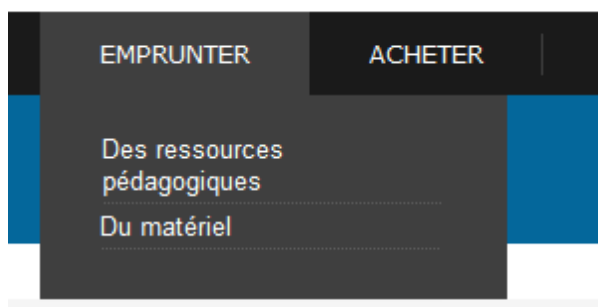 EMPRUNTER ACHETER
Des ressources
pédagogiques
Du matériel